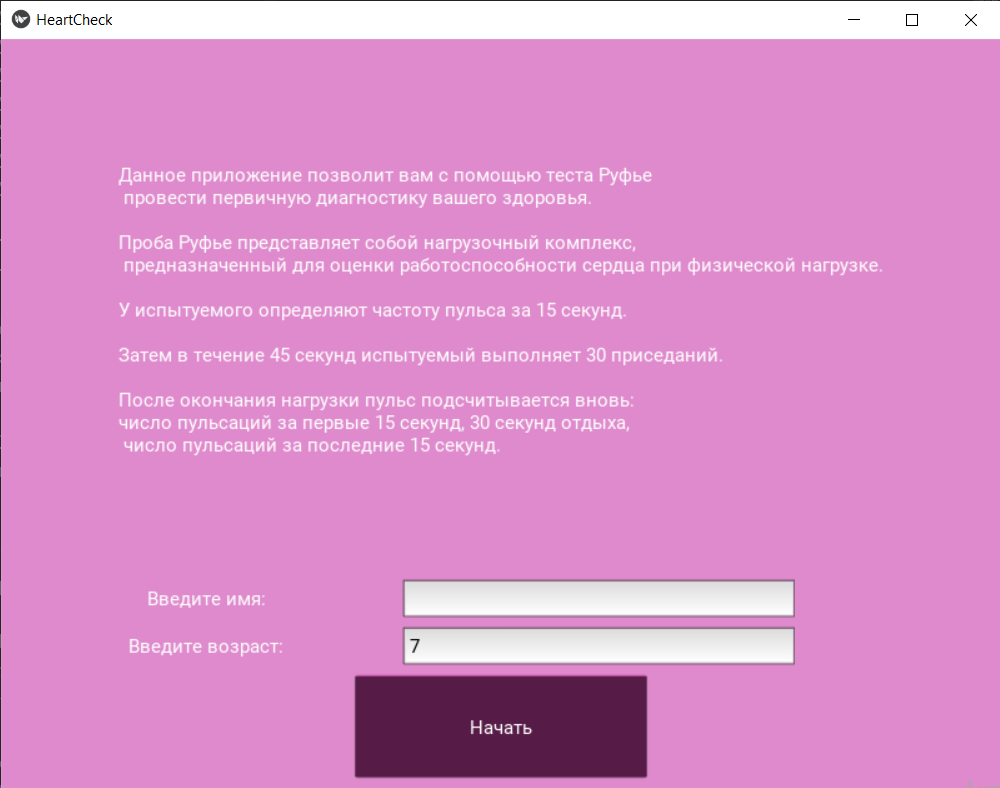 HeartCheck
Данное приложение позволит вам с помощью теста Руфье
провести первичную диагностику вашего здоровья.
Проба Руфье представляет собой нагрузочный комплекс,
предназначенный для оценки работоспособности сердца при физической нагрузке.
У испытуемого определяют частоту пульса за 15 секунд.
Затем в течение 45 секунд испытуемый выполняет 30 приседаний.
После окончания нагрузки пульс подсчитывается вновь:
число пульсаций за первые 15 секунд, 30 секунд отдыха,
число пульсаций за последние 15 секунд.
Введите имя:
Введите возраст: 7
Начать